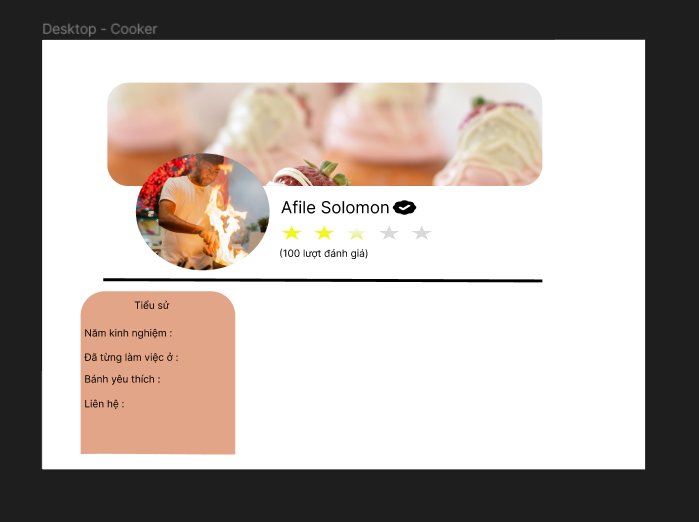 Desktop - Cooker
Afile Solomon
(100 lượt đánh giá)
Tiểu sử
Năm kinh nghiệm :
Đã từng làm việc ở :
Bánh yêu thích :
Liên hệ :